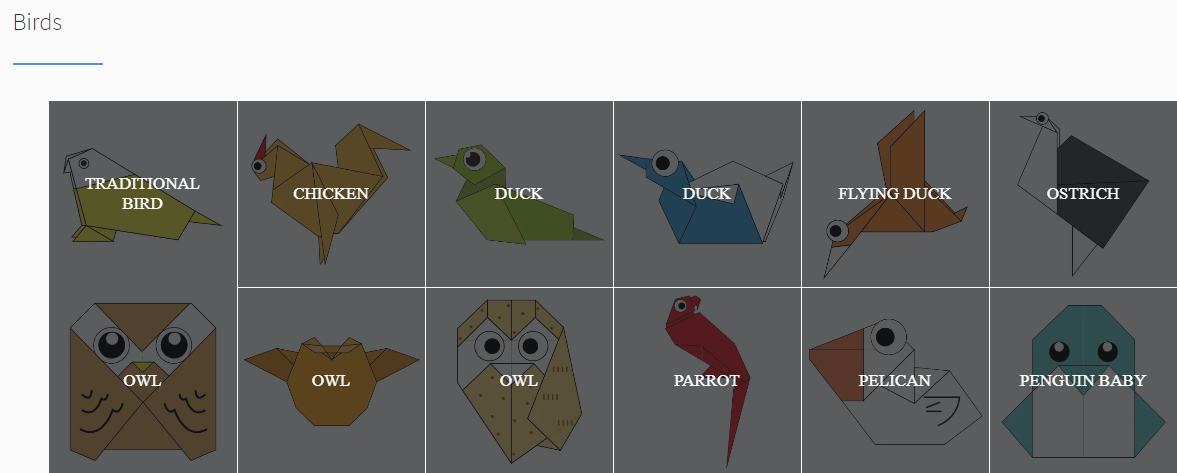 Birds
TRADITIONAL
BIRD
CHICKEN
DUCK
DUCK
FLYING DUCK
OSTRICH
OWL
OWL
OWL
PARROT
PELICAN
PENGUIN BABY